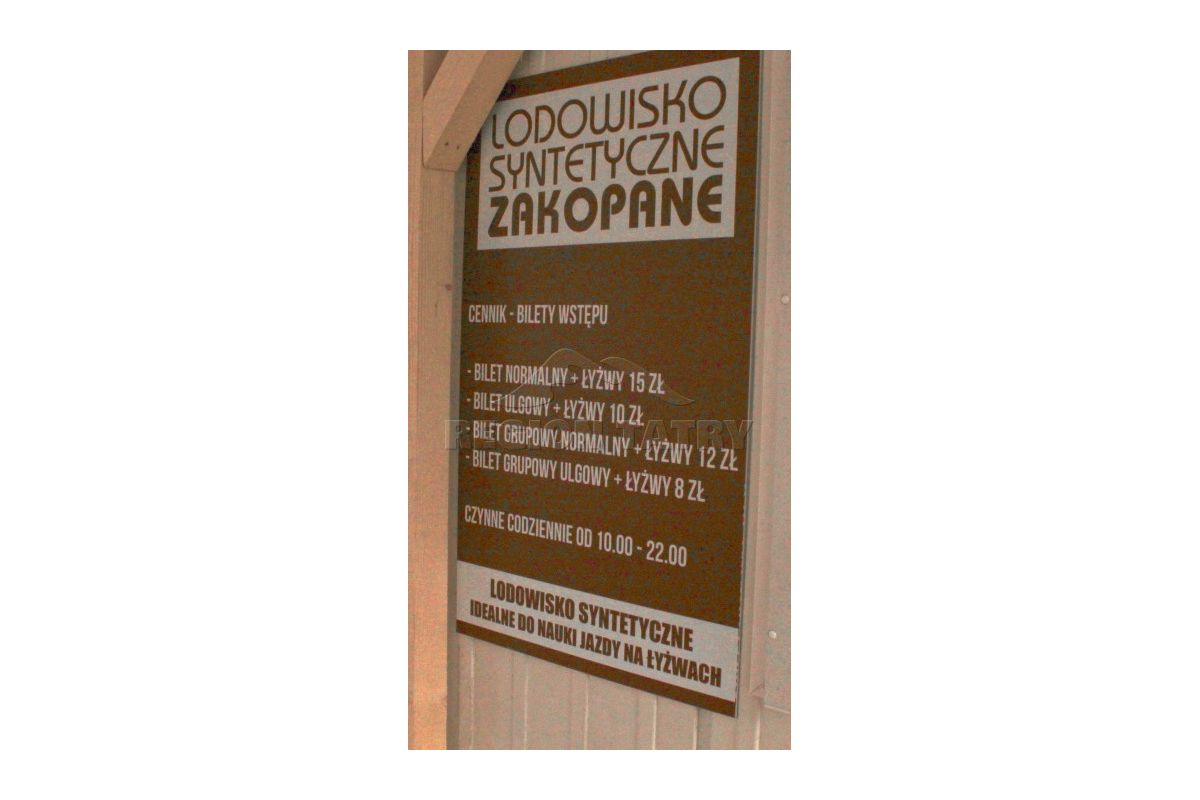 LODOWISKO
SYNTETYCZNE
ZAKOPANE
CENNIK - BILETY WSTĘPU
- BILET NORMALNY + ŁYŻWY 15 ZŁ
- BILET ULGOWY + ŁYŻWY 10 ZŁ
- BILET GRUPOWY NORMALNY + ŁYŻWY 12 ZŁ
- BILET GRUPOWY ULGOWY + ŁYŻWY 8 ZŁ
REGION TATRY
CZYNNE CODZIENNIE OD 10.00 - 22.00
LODOWISKO SYNTETYCZNE
IDEALNE DO NAUKI JAZDY NA ŁYŻWACH